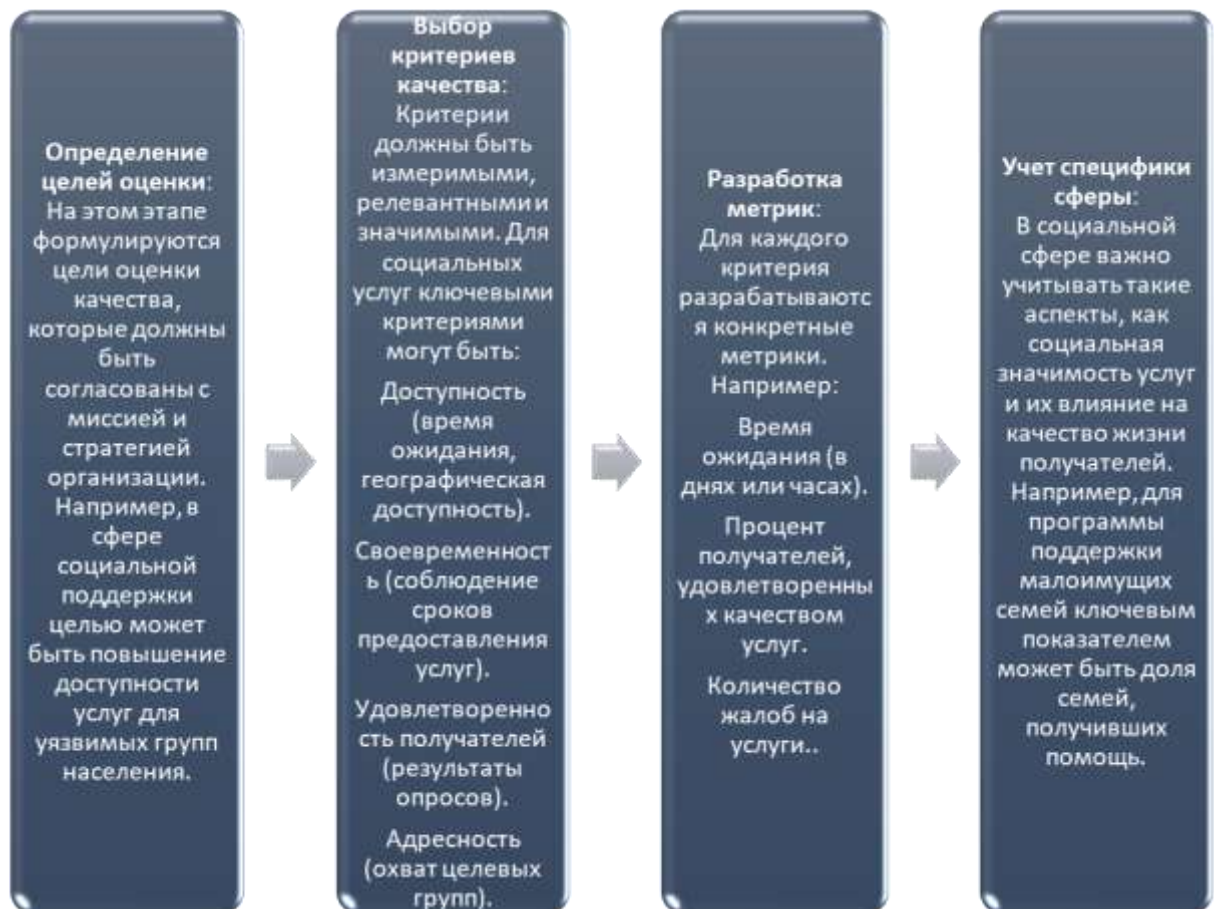 Определение
целей оценки:
На этом этапе
формулируются
цели оценки
качества,
которые должны
быть
согласованы с
миссией и
стратегией
организации.
Например, в
сфере
социальной
поддержки
целью может
быть повышение
доступности
услуг для
уязвимых групп
населения.
Выбор
критериев
качества:
Критерии
должны быть
измеримыми,
релевантными и
значимыми. Для
социальных
услуг ключевыми
критериями
могут быть:
Доступность
(время
ожидания,
географическая
доступность).
Своевременност
ь (соблюдение
сроков
предоставления
услуг).
Удовлетворенно
сть получателей
(результаты
опросов).
Адресность
(охват целевых
групп).
Разработка
метрик:
Для каждого
критерия
разрабатываютс
я конкретные
метрики.
Например:
Время
ожидания (в
днях или часах).
Процент
получателей,
удовлетворенны
х качеством
услуг.
Количество
жалоб на
услуги..
Учет специфики
сферы:
В социальной
сфере важно
учитывать такие
аспекты, как
социальная
значимость услуг
и их влияние на
качество жизни
получателей.
Например, для
программы
поддержки
малоимущих
семей ключевым
показателем
может быть доля
семей,
получивших
помощь.